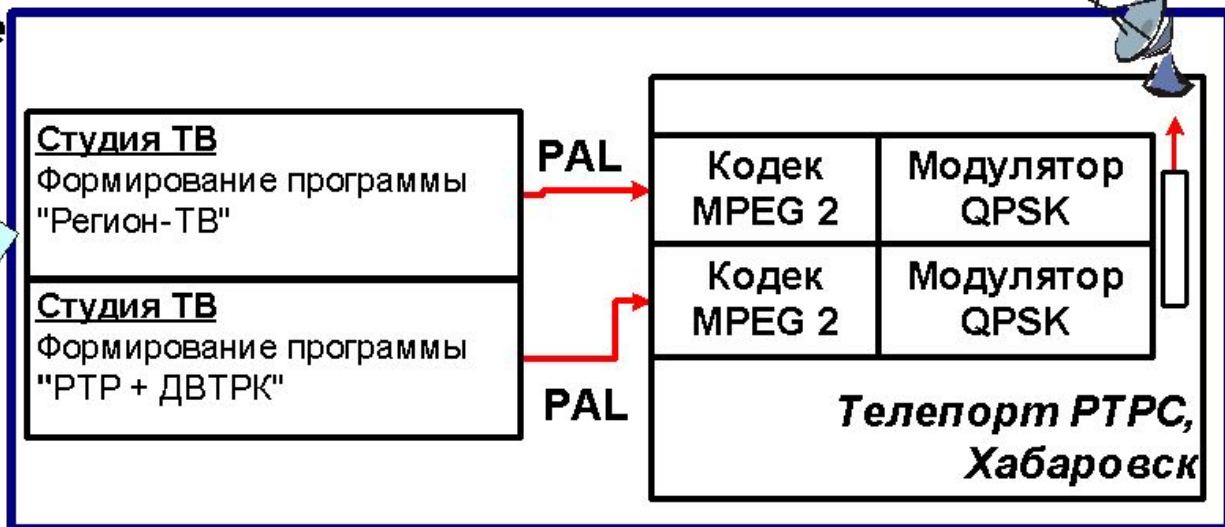 е
Студия ТВ
Формирование программы
"Регион-ТВ"
Студия ТВ
Формирование программы
"РТР + ДВТРК"
PAL
PAL
Кодек
MPEG 2
Модулятор
QPSK
Кодек
MPEG 2
Модулятор
QPSK
Телепорт РТРС,
Хабаровск